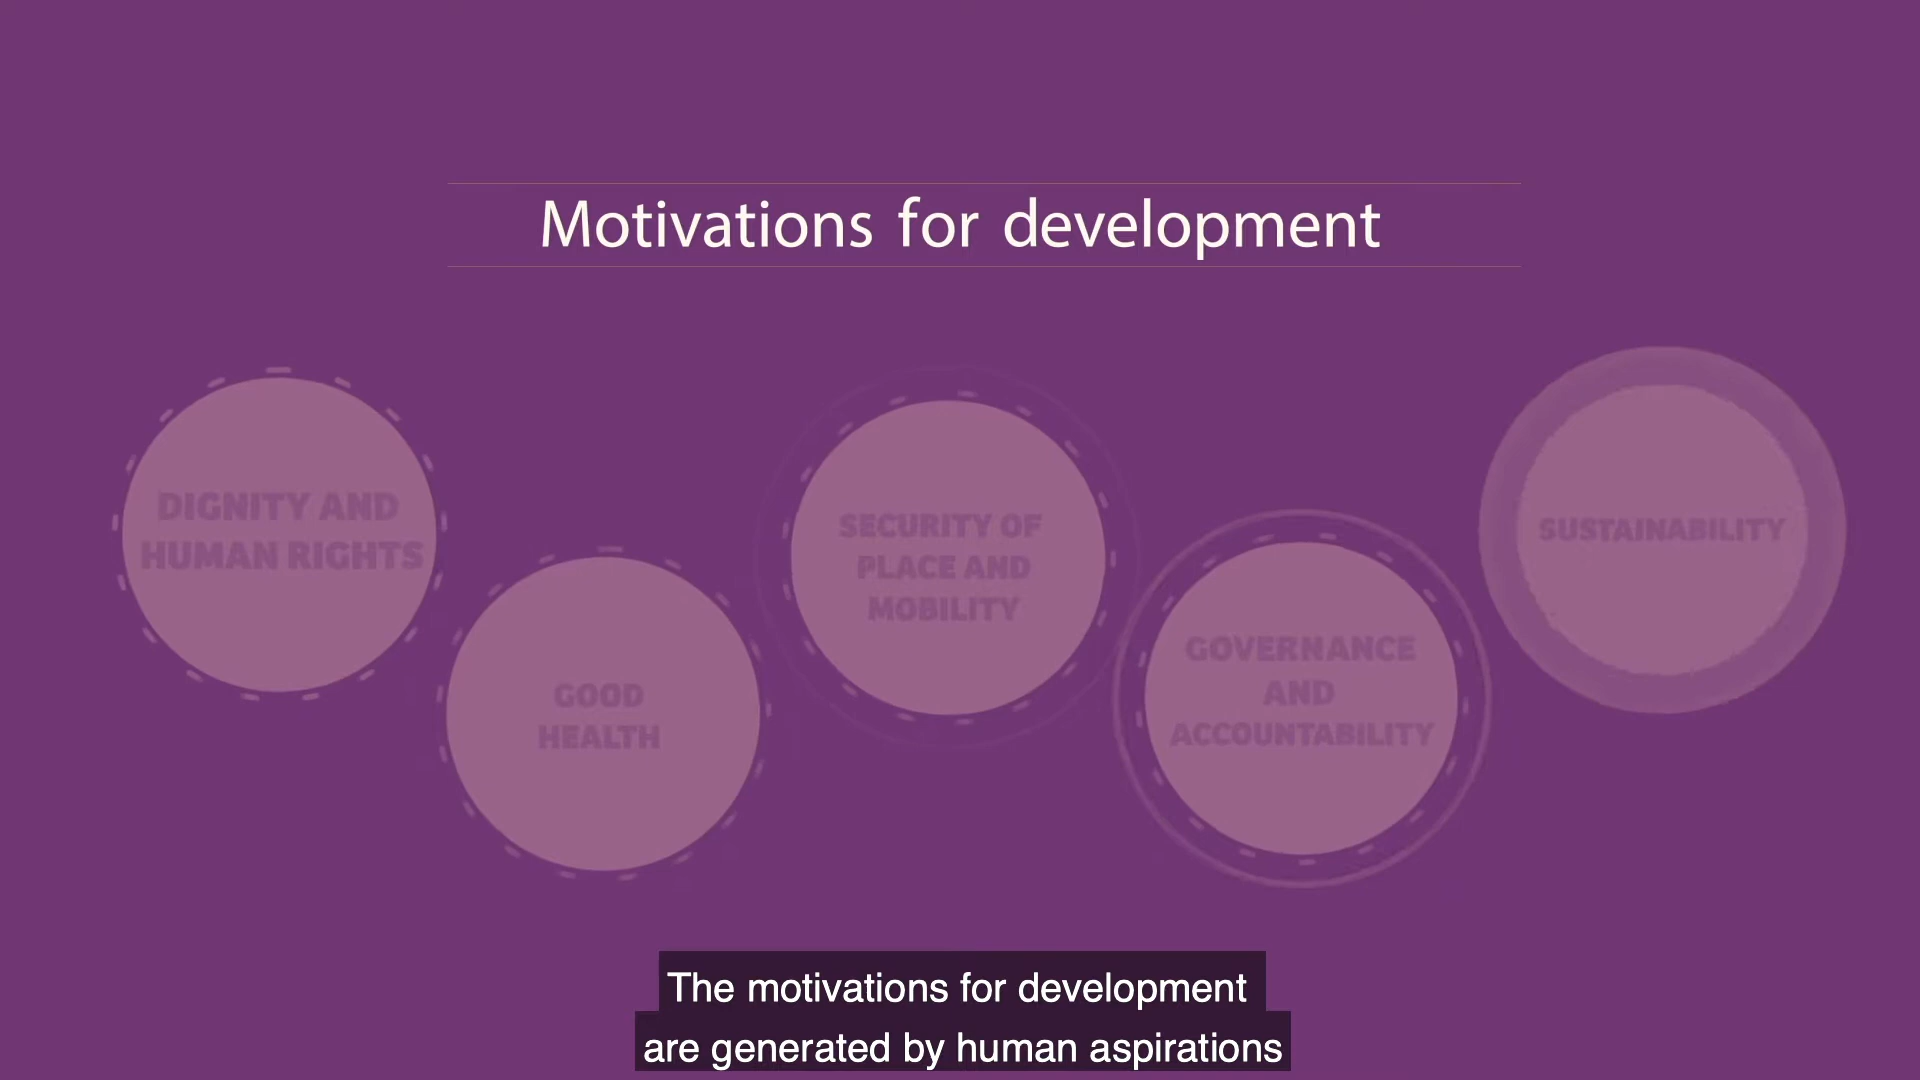 Motivations for development
DIGNITY AND
HUMAN RIGHTS
GOOD
HEALTH
SECURITY OF
PLACE AND
MOBILITY
GOVERNANCE
AND
ACCOUNTABILITY
SUSTAINABILITY
The motivations for development
are generated by human aspirations